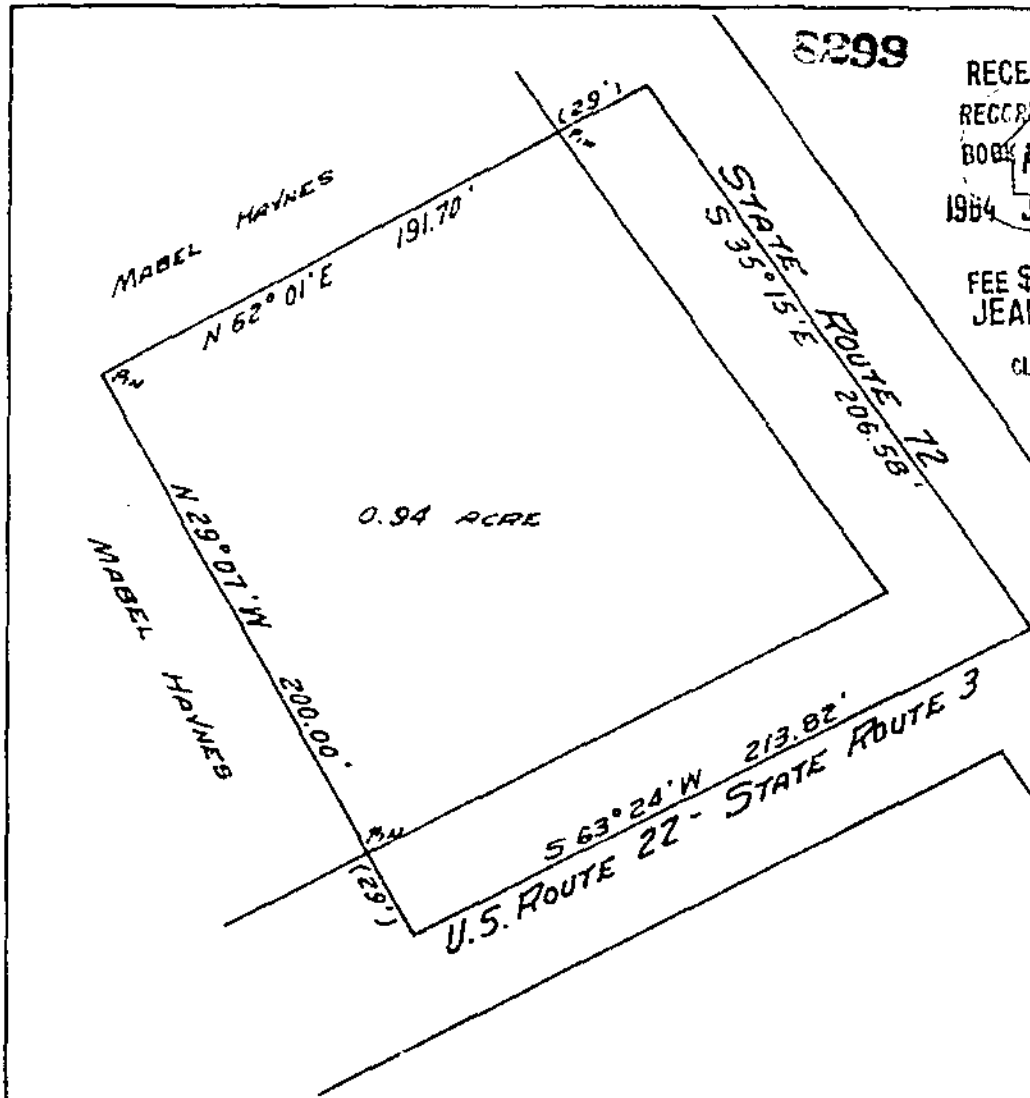 8299
RECE
RECOR
BOOK
1984
FEE $
JEA
CL
(29')
MABEL HAYNES
191.70'
N 62° 01' E
STATE ROUTE 72
S 35° 15' E
206.58'
0.94 ACRE
N 29° 07' W
200.00'
MABEL HAYNES
(29')
S 63° 24' W 213.82'
U.S. ROUTE 22 - STATE ROUTE 3